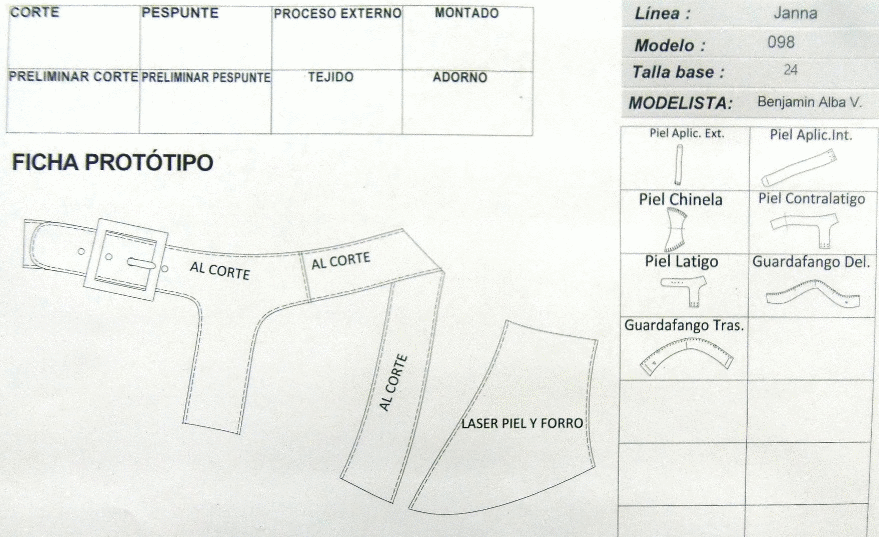 CORTE PESPUNTE PROCESO EXTERNO MONTADO
PRELIMINAR CORTE PRELIMINAR PESPUNTE TEJIDO ADORNO
FICHA PROTÓTIPO
AL CORTE
AL CORTE
AL CORTE
LASER PIEL Y FORRO
Línea : Janna
Modelo : 098
Talla base : 24
MODELISTA: Benjamin Alba V.
Piel Aplic. Ext. Piel Aplic.Int.
Piel Chinela Piel Contralatigo
Piel Latigo Guardafango Del.
Guardafango Tras.